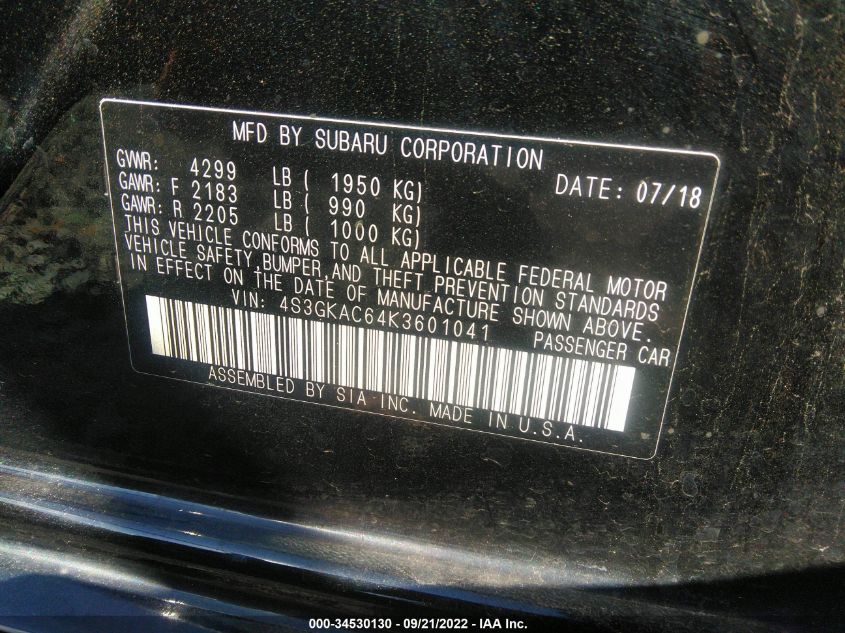 MFD BY SUBARU CORPORATION
GVWR: 4299 LB ( 1950 KG) DATE: 07/18
GAWR: F 2183 LB ( 990 KG)
GAWR: R 2205 LB ( 1000 KG)
THIS VEHICLE CONFORMS TO ALL APPLICABLE FEDERAL MOTOR
VEHICLE SAFETY, BUMPER, AND THEFT PREVENTION STANDARDS
IN EFFECT ON THE DATE OF MANUFACTURE SHOWN ABOVE.
VIN: 4S3GKAC64K3601041 PASSENGER CAR
ASSEMBLED BY SIA INC. MADE IN U.S.A.
000-34530130 - 09/21/2022 - IAA Inc.